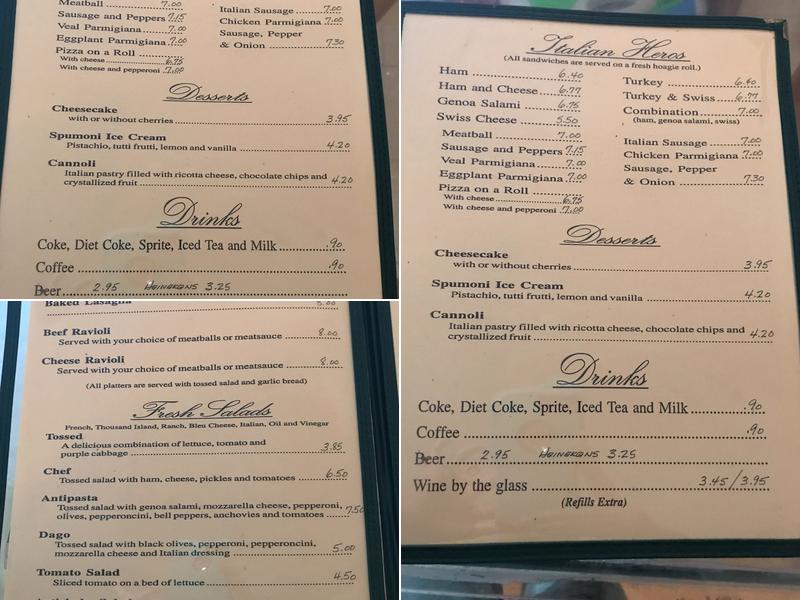 Meatball 7.00
Sausage and Peppers 7.15
Veal Parmigiana 7.00
Eggplant Parmigiana 7.00
Pizza on a Roll
With cheese 6.75
With cheese and pepperoni 7.00
Italian Sausage 7.00
Chicken Parmigiana 7.00
Sausage, Pepper
& Onion 7.30
Desserts
Cheesecake
with or without cherries 3.95
Spumoni Ice Cream
Pistachio, tutti frutti, lemon and vanilla 4.20
Cannoli
Italian pastry filled with ricotta cheese, chocolate chips and
crystallized fruit 4.20
Drinks
Coke, Diet Coke, Sprite, Iced Tea and Milk .90
Coffee .90
Beer 2.95 HEINEKENS 3.25
Baked Lasagna
Beef Ravioli 8.00
Served with your choice of meatballs or meatsauce
Cheese Ravioli 8.00
Served with your choice of meatballs or meatsauce
(All platters are served with tossed salad and garlic bread)
Fresh Salads
French, Thousand Island, Ranch, Bleu Cheese, Italian, Oil and Vinegar
Tossed
A delicious combination of lettuce, tomato and
purple cabbage 3.85
Chef
Tossed salad with ham, cheese, pickles and tomatoes 6.50
Antipasta
Tossed salad with genoa salami, mozzarella cheese, pepperoni,
olives, pepperoncini, bell peppers, anchovies and tomatoes 7.50
Dago
Tossed salad with black olives, pepperoni, pepperoncini,
mozzarella cheese and Italian dressing 5.00
Tomato Salad
Sliced tomato on a bed of lettuce 4.50
Italian Heros
(All sandwiches are served on a fresh hoagie roll.)
Ham 6.40
Ham and Cheese 6.77
Genoa Salami 6.75
Swiss Cheese 5.50
Meatball 7.00
Sausage and Peppers 7.15
Veal Parmigiana 7.00
Eggplant Parmigiana 7.00
Pizza on a Roll
With cheese 6.75
With cheese and pepperoni 7.00
Turkey 6.40
Turkey & Swiss 6.77
Combination 7.00
(ham, genoa salami, swiss)
Italian Sausage 7.00
Chicken Parmigiana 7.00
Sausage, Pepper
& Onion 7.30
Desserts
Cheesecake
with or without cherries 3.95
Spumoni Ice Cream
Pistachio, tutti frutti, lemon and vanilla 4.20
Cannoli
Italian pastry filled with ricotta cheese, chocolate chips and
crystallized fruit 4.20
Drinks
Coke, Diet Coke, Sprite, Iced Tea and Milk .90
Coffee .90
Beer 2.95 HEINEKENS 3.25
Wine by the glass 3.45/3.95
(Refills Extra)